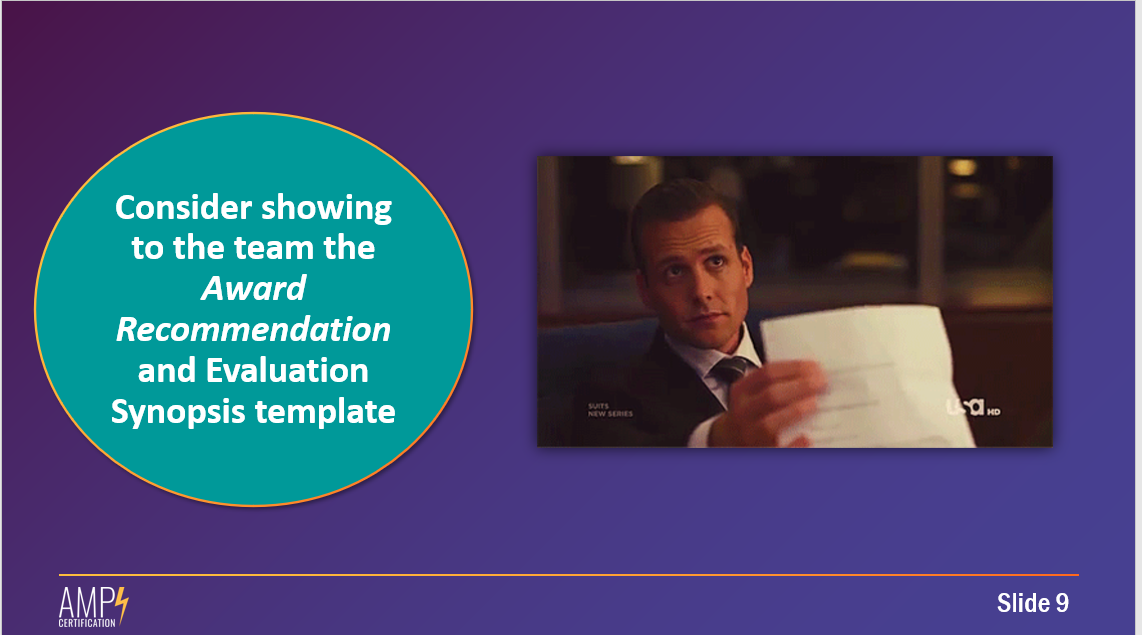 Consider showing
to the team the
Award
Recommendation
and Evaluation
Synopsis template
SUITS
NEW SERIES
usa HD
AMP
CERTIFICATION
Slide 9